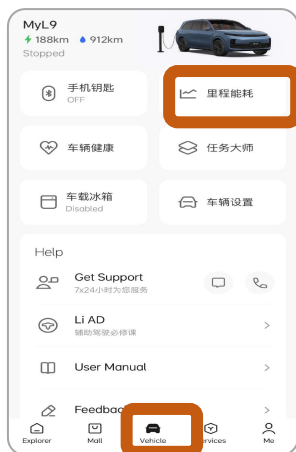 MyL9
188km 912km
Stopped
手机钥匙
OFF
里程能耗
车辆健康
任务大师
车载冰箱
Disabled
车辆设置
Help
Get Support
7x24小时为您服务
Li AD
辅助驾驶必修课
User Manual
Feedbac
Explorer Mall Vehicle rvices Me